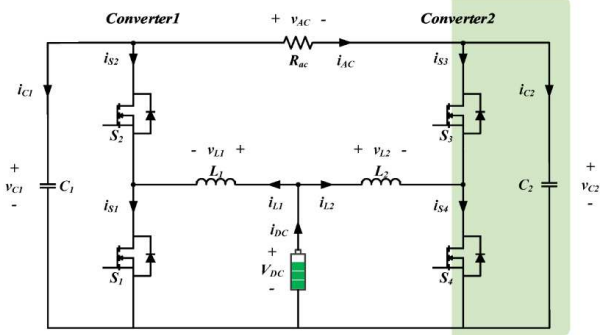 Converter1
+ vAC -
Converter2
iS2
Rac
iAC
iS3
iC1
iC2
S2
S3
- vL1 +
+ vL2 -
L1
L2
+
vC1
-
C1
C2
+
vC2
-
iS1
iL1
iL2
iS4
iDC
+
VDC
-
S1
S4